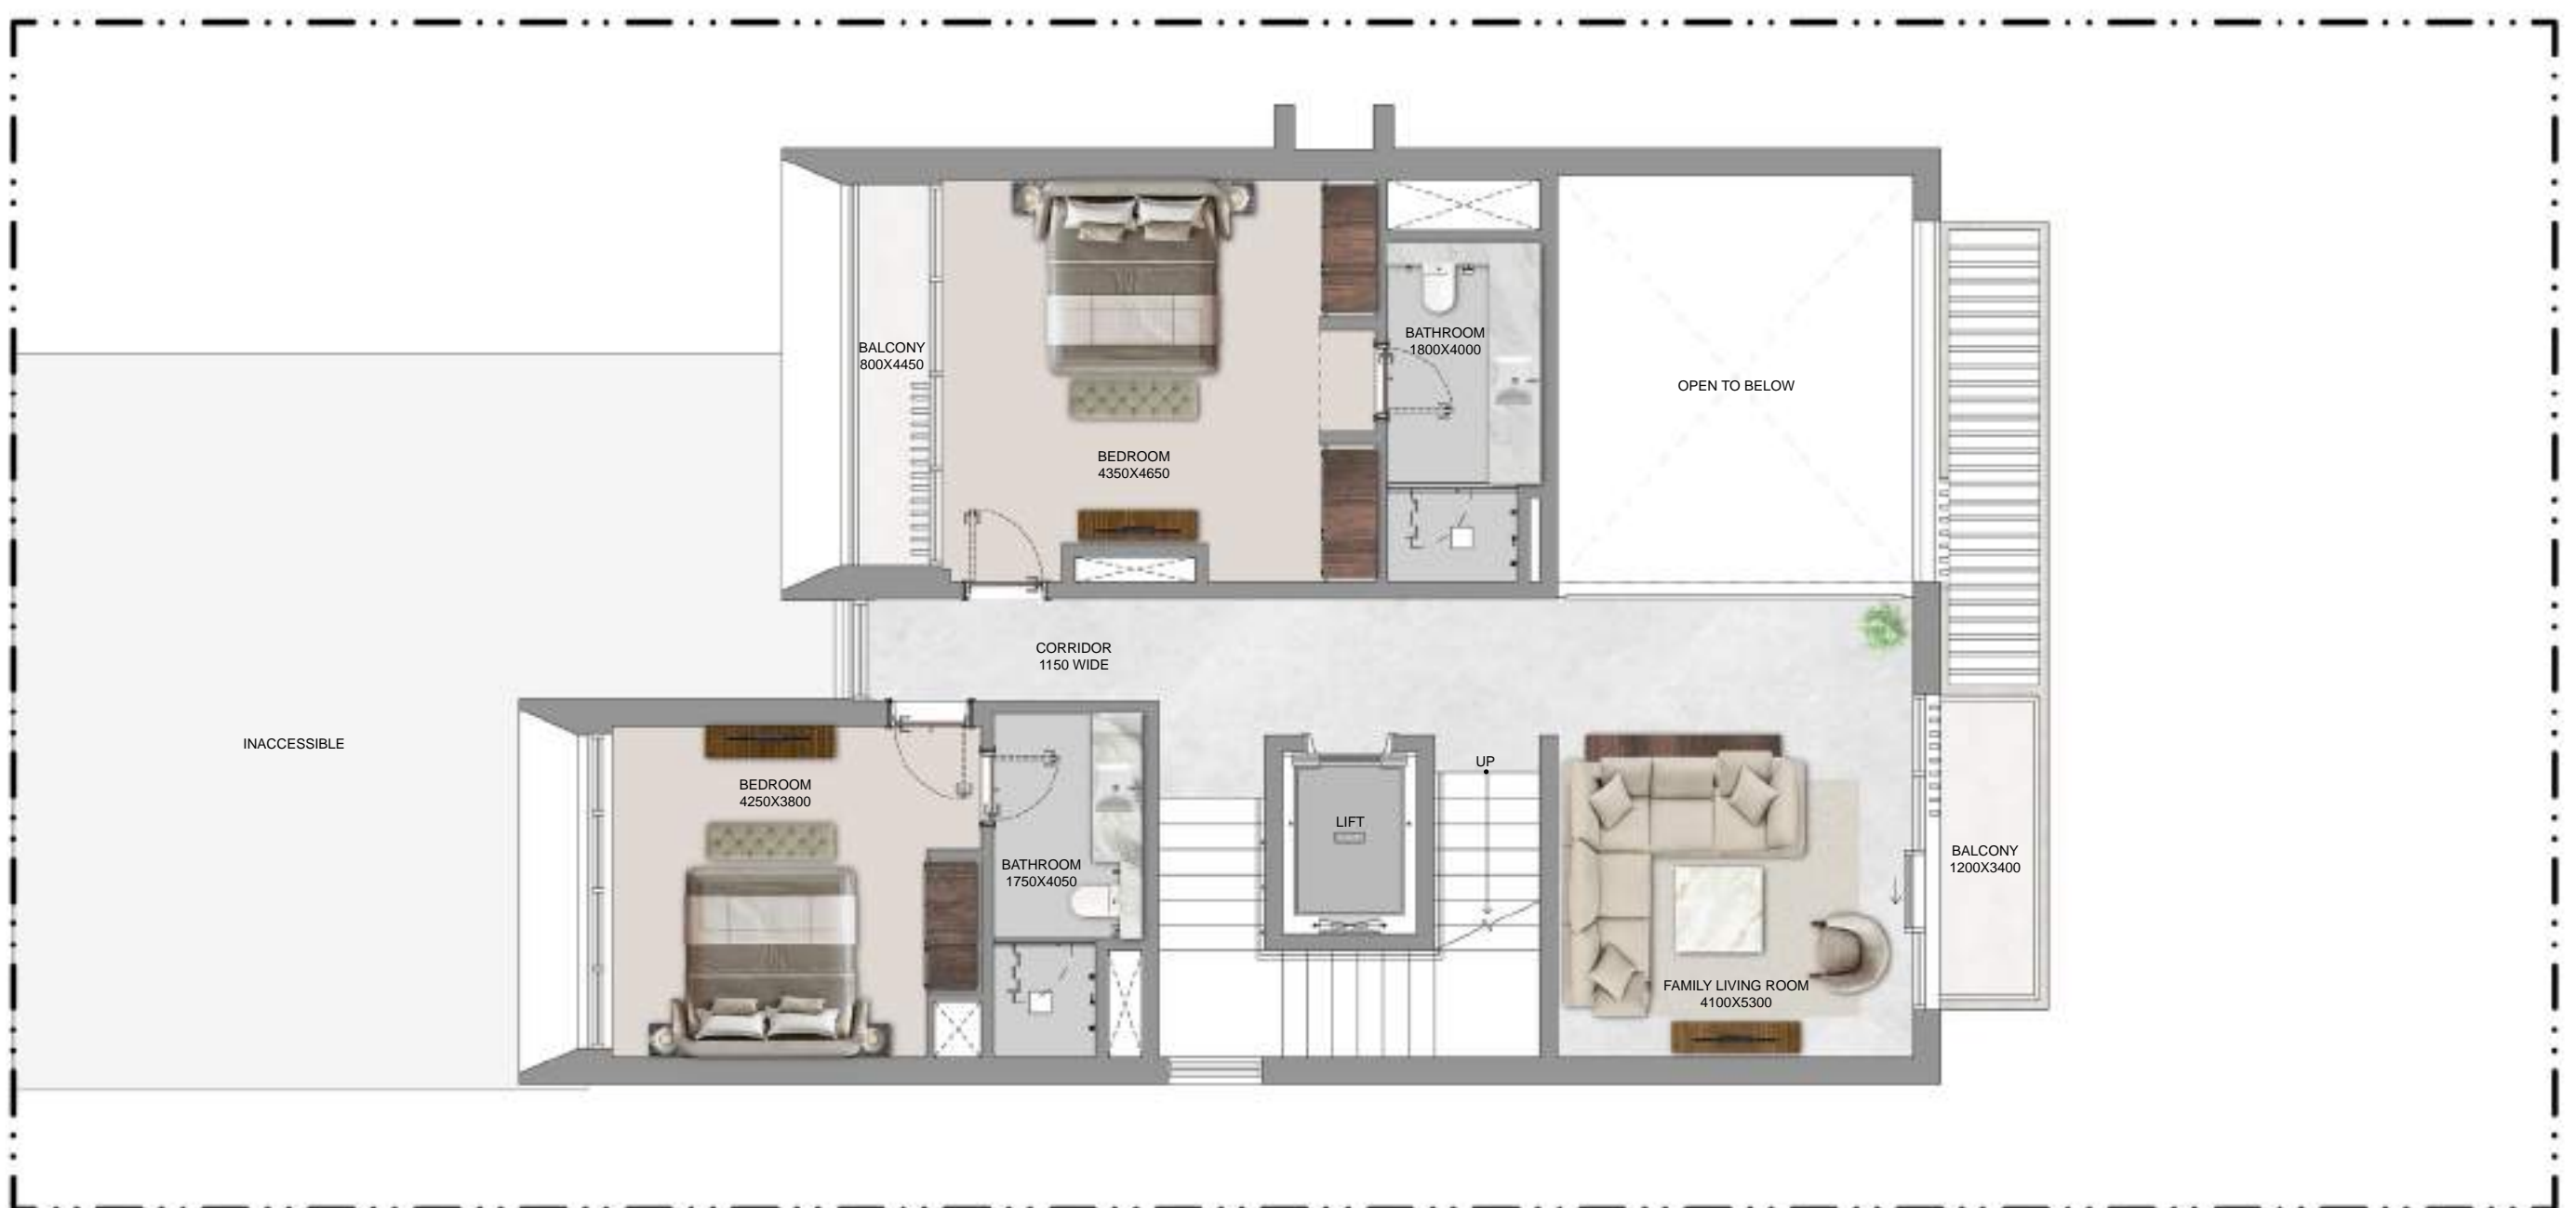 BALCONY
800X4450
BATHROOM
1800X4000
OPEN TO BELOW
BEDROOM
4350X4650
CORRIDOR
1150 WIDE
INACCESSIBLE
BEDROOM
4250X3800
UP
LIFT
BATHROOM
1750X4050
BALCONY
1200X3400
FAMILY LIVING ROOM
4100X5300